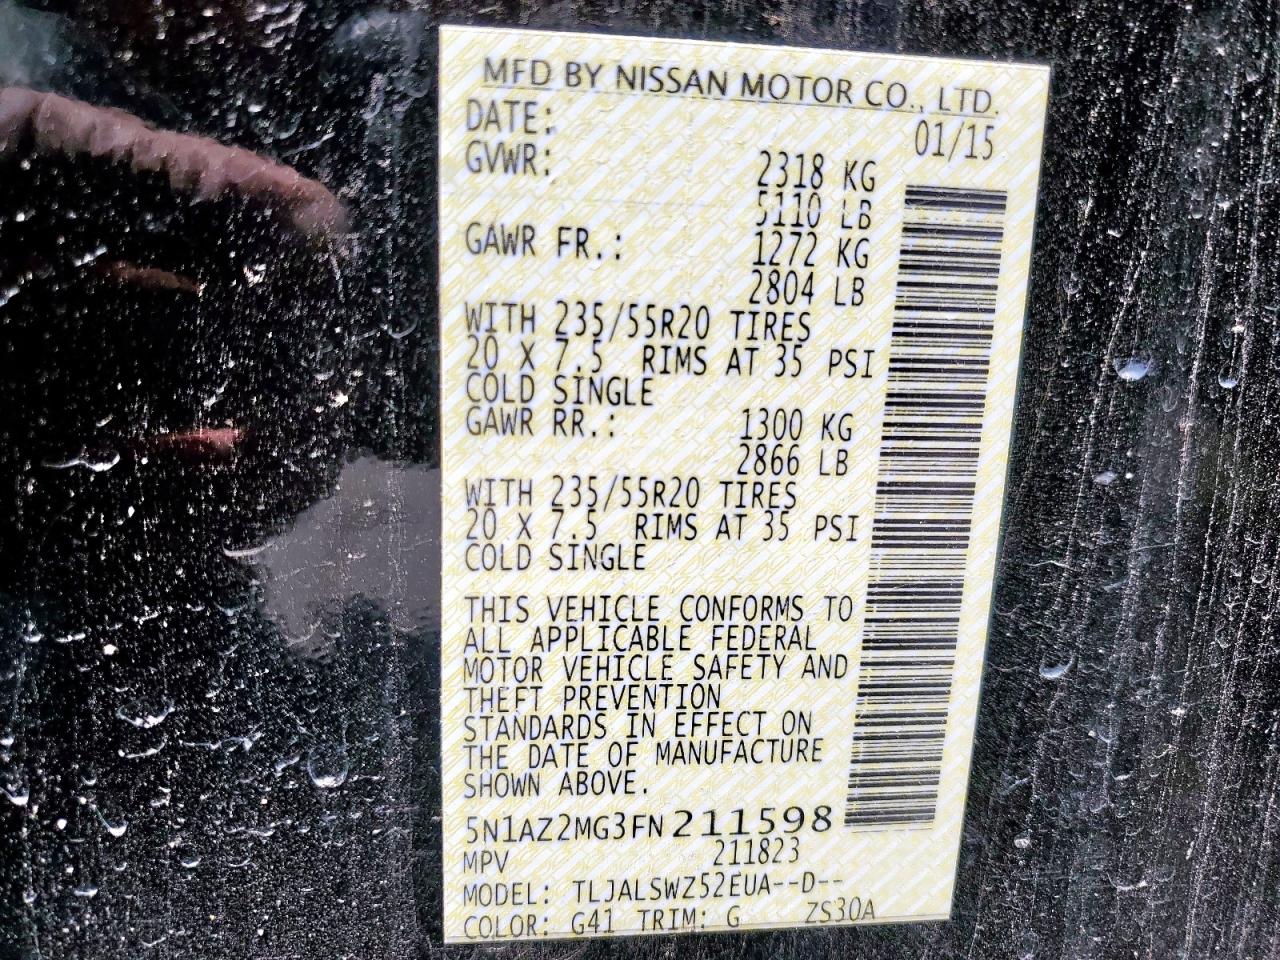 MFD BY NISSAN MOTOR CO., LTD.
DATE: 01/15
GVWR: 2318 KG
5110 LB
GAWR FR.: 1272 KG
2804 LB
WITH 235/55R20 TIRES
20 X 7.5 RIMS AT 35 PSI
COLD SINGLE
GAWR RR.: 1300 KG
2866 LB
WITH 235/55R20 TIRES
20 X 7.5 RIMS AT 35 PSI
COLD SINGLE
THIS VEHICLE CONFORMS TO
ALL APPLICABLE FEDERAL
MOTOR VEHICLE SAFETY AND
THEFT PREVENTION
STANDARDS IN EFFECT ON
THE DATE OF MANUFACTURE
SHOWN ABOVE.
5N1AZ2MG3FN211598
MPV 211823
MODEL: TLJALSWZ52EUA--D--
COLOR: G41 TRIM: G ZS30A